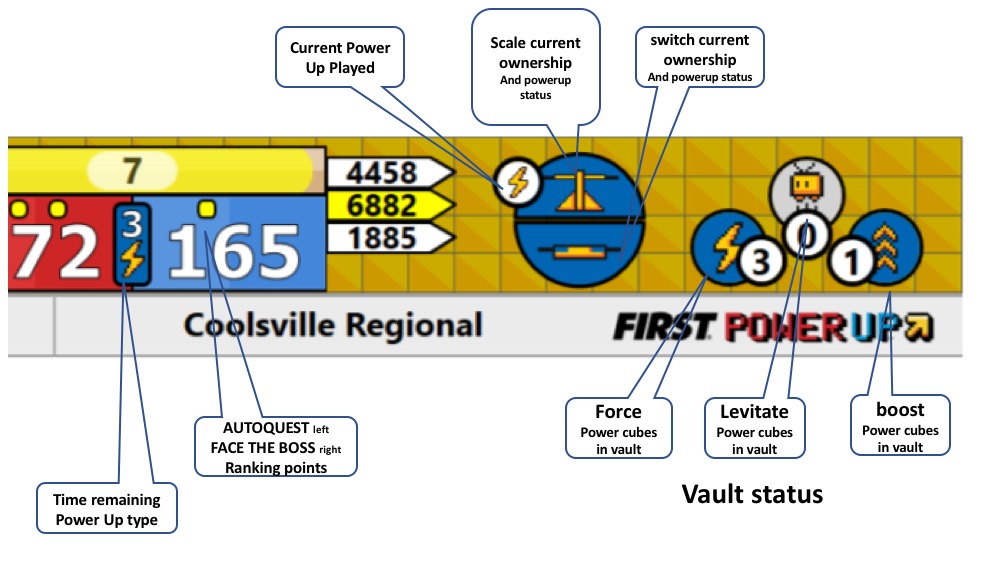 Current Power
Up Played
Scale current
ownership
And powerup
status
switch current
ownership
And powerup status
7
4458
6882
1885
72
3
165
3
0
1
Coolsville Regional
FIRST POWER UP
Force
Power cubes
in vault
Levitate
Power cubes
in vault
boost
Power cubes
in vault
AUTOQUEST left
FACE THE BOSS right
Ranking points
Time remaining
Power Up type
Vault status